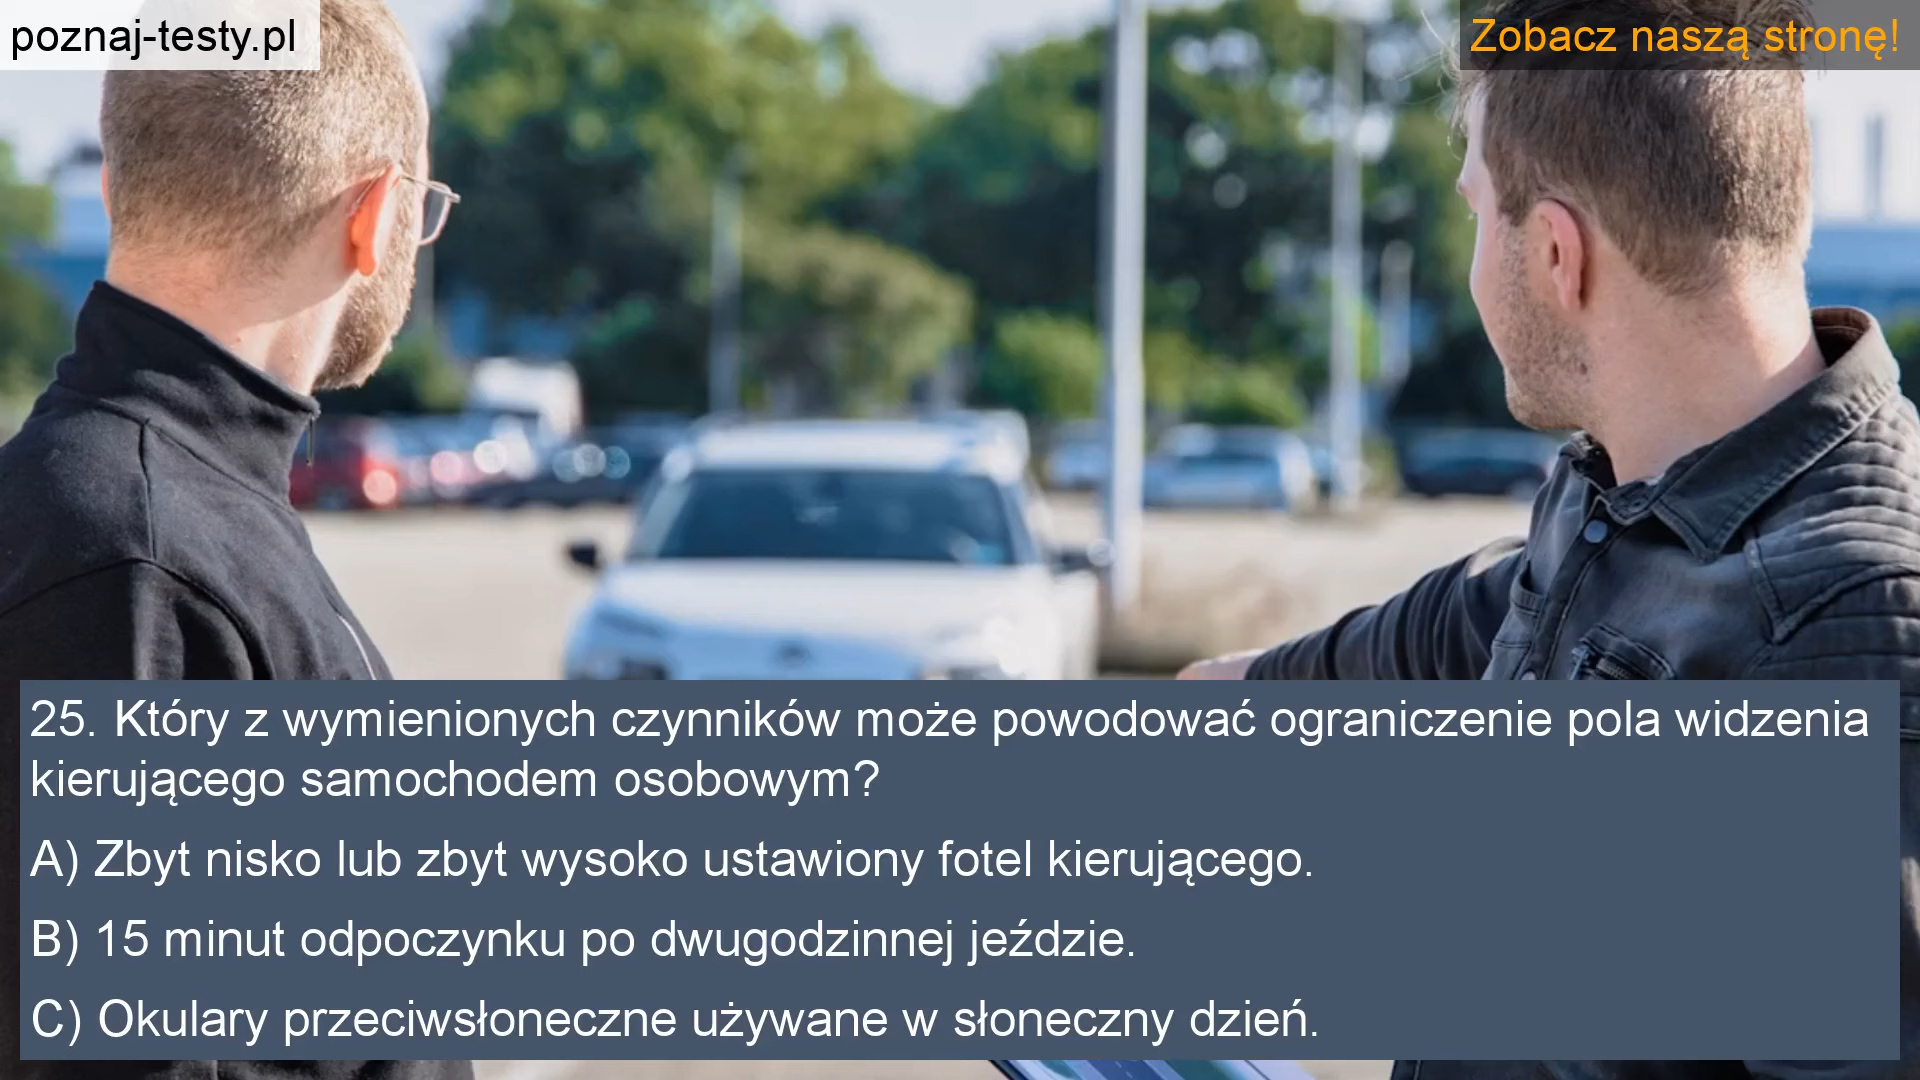 poznaj-testy.pl
Zobacz naszą stronę!
25. Który z wymienionych czynników może powodować ograniczenie pola widzenia
kierującego samochodem osobowym?
A) Zbyt nisko lub zbyt wysoko ustawiony fotel kierującego.
B) 15 minut odpoczynku po dwugodzinnej jeździe.
C) Okulary przeciwsłoneczne używane w słoneczny dzień.